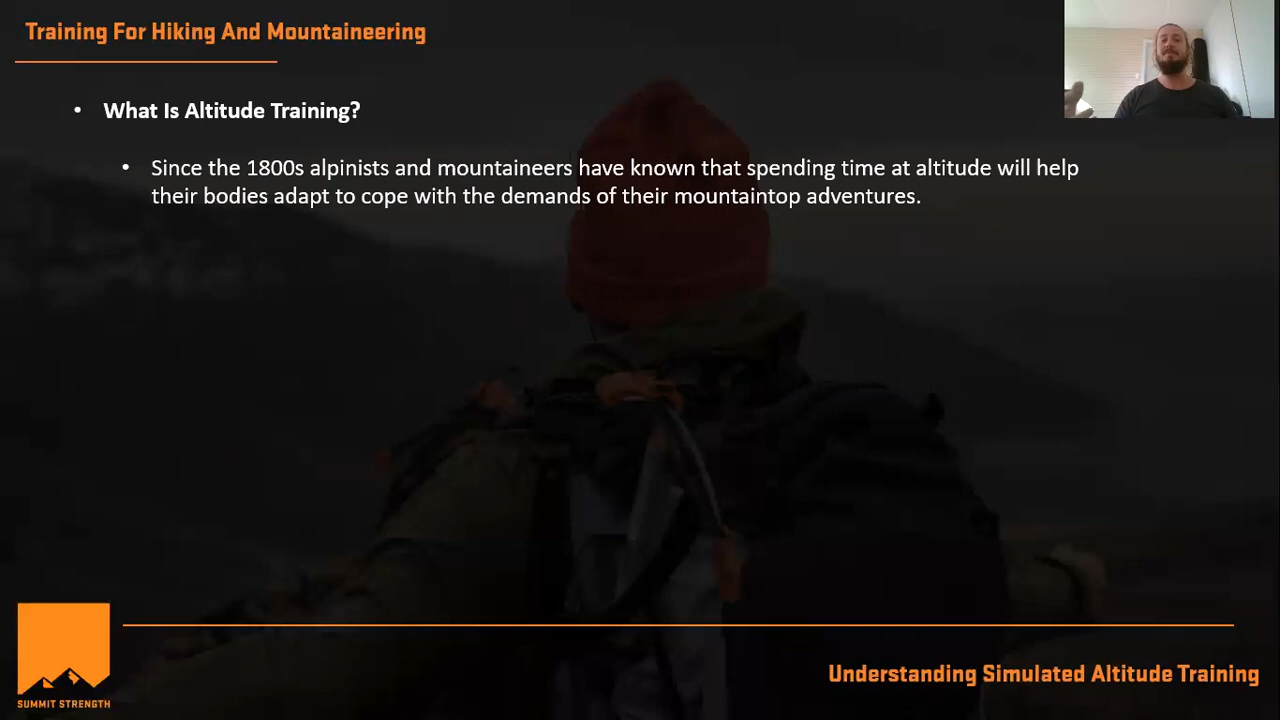 Training For Hiking And Mountaineering
• What Is Altitude Training?
• Since the 1800s alpinists and mountaineers have known that spending time at altitude will help
their bodies adapt to cope with the demands of their mountaintop adventures.
SUMMIT STRENGTH
Understanding Simulated Altitude Training